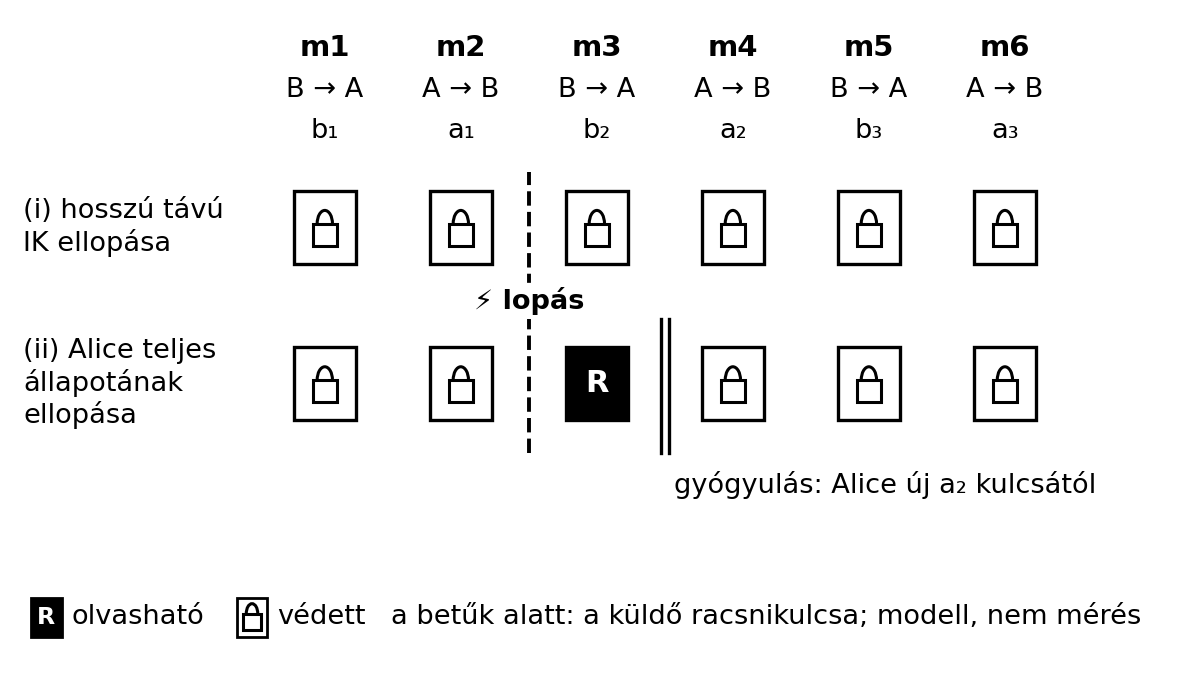 m1 m2 m3 m4 m5 m6
B → A A → B B → A A → B B → A A → B
b₁ a₁ b₂ a₂ b₃ a₃
(i) hosszú távú
IK ellopása
⚡ lopás
(ii) Alice teljes
állapotának
ellopása
R
gyógyulás: Alice új a₂ kulcsától
R olvasható védett a betűk alatt: a küldő racsnikulcsa; modell, nem mérés